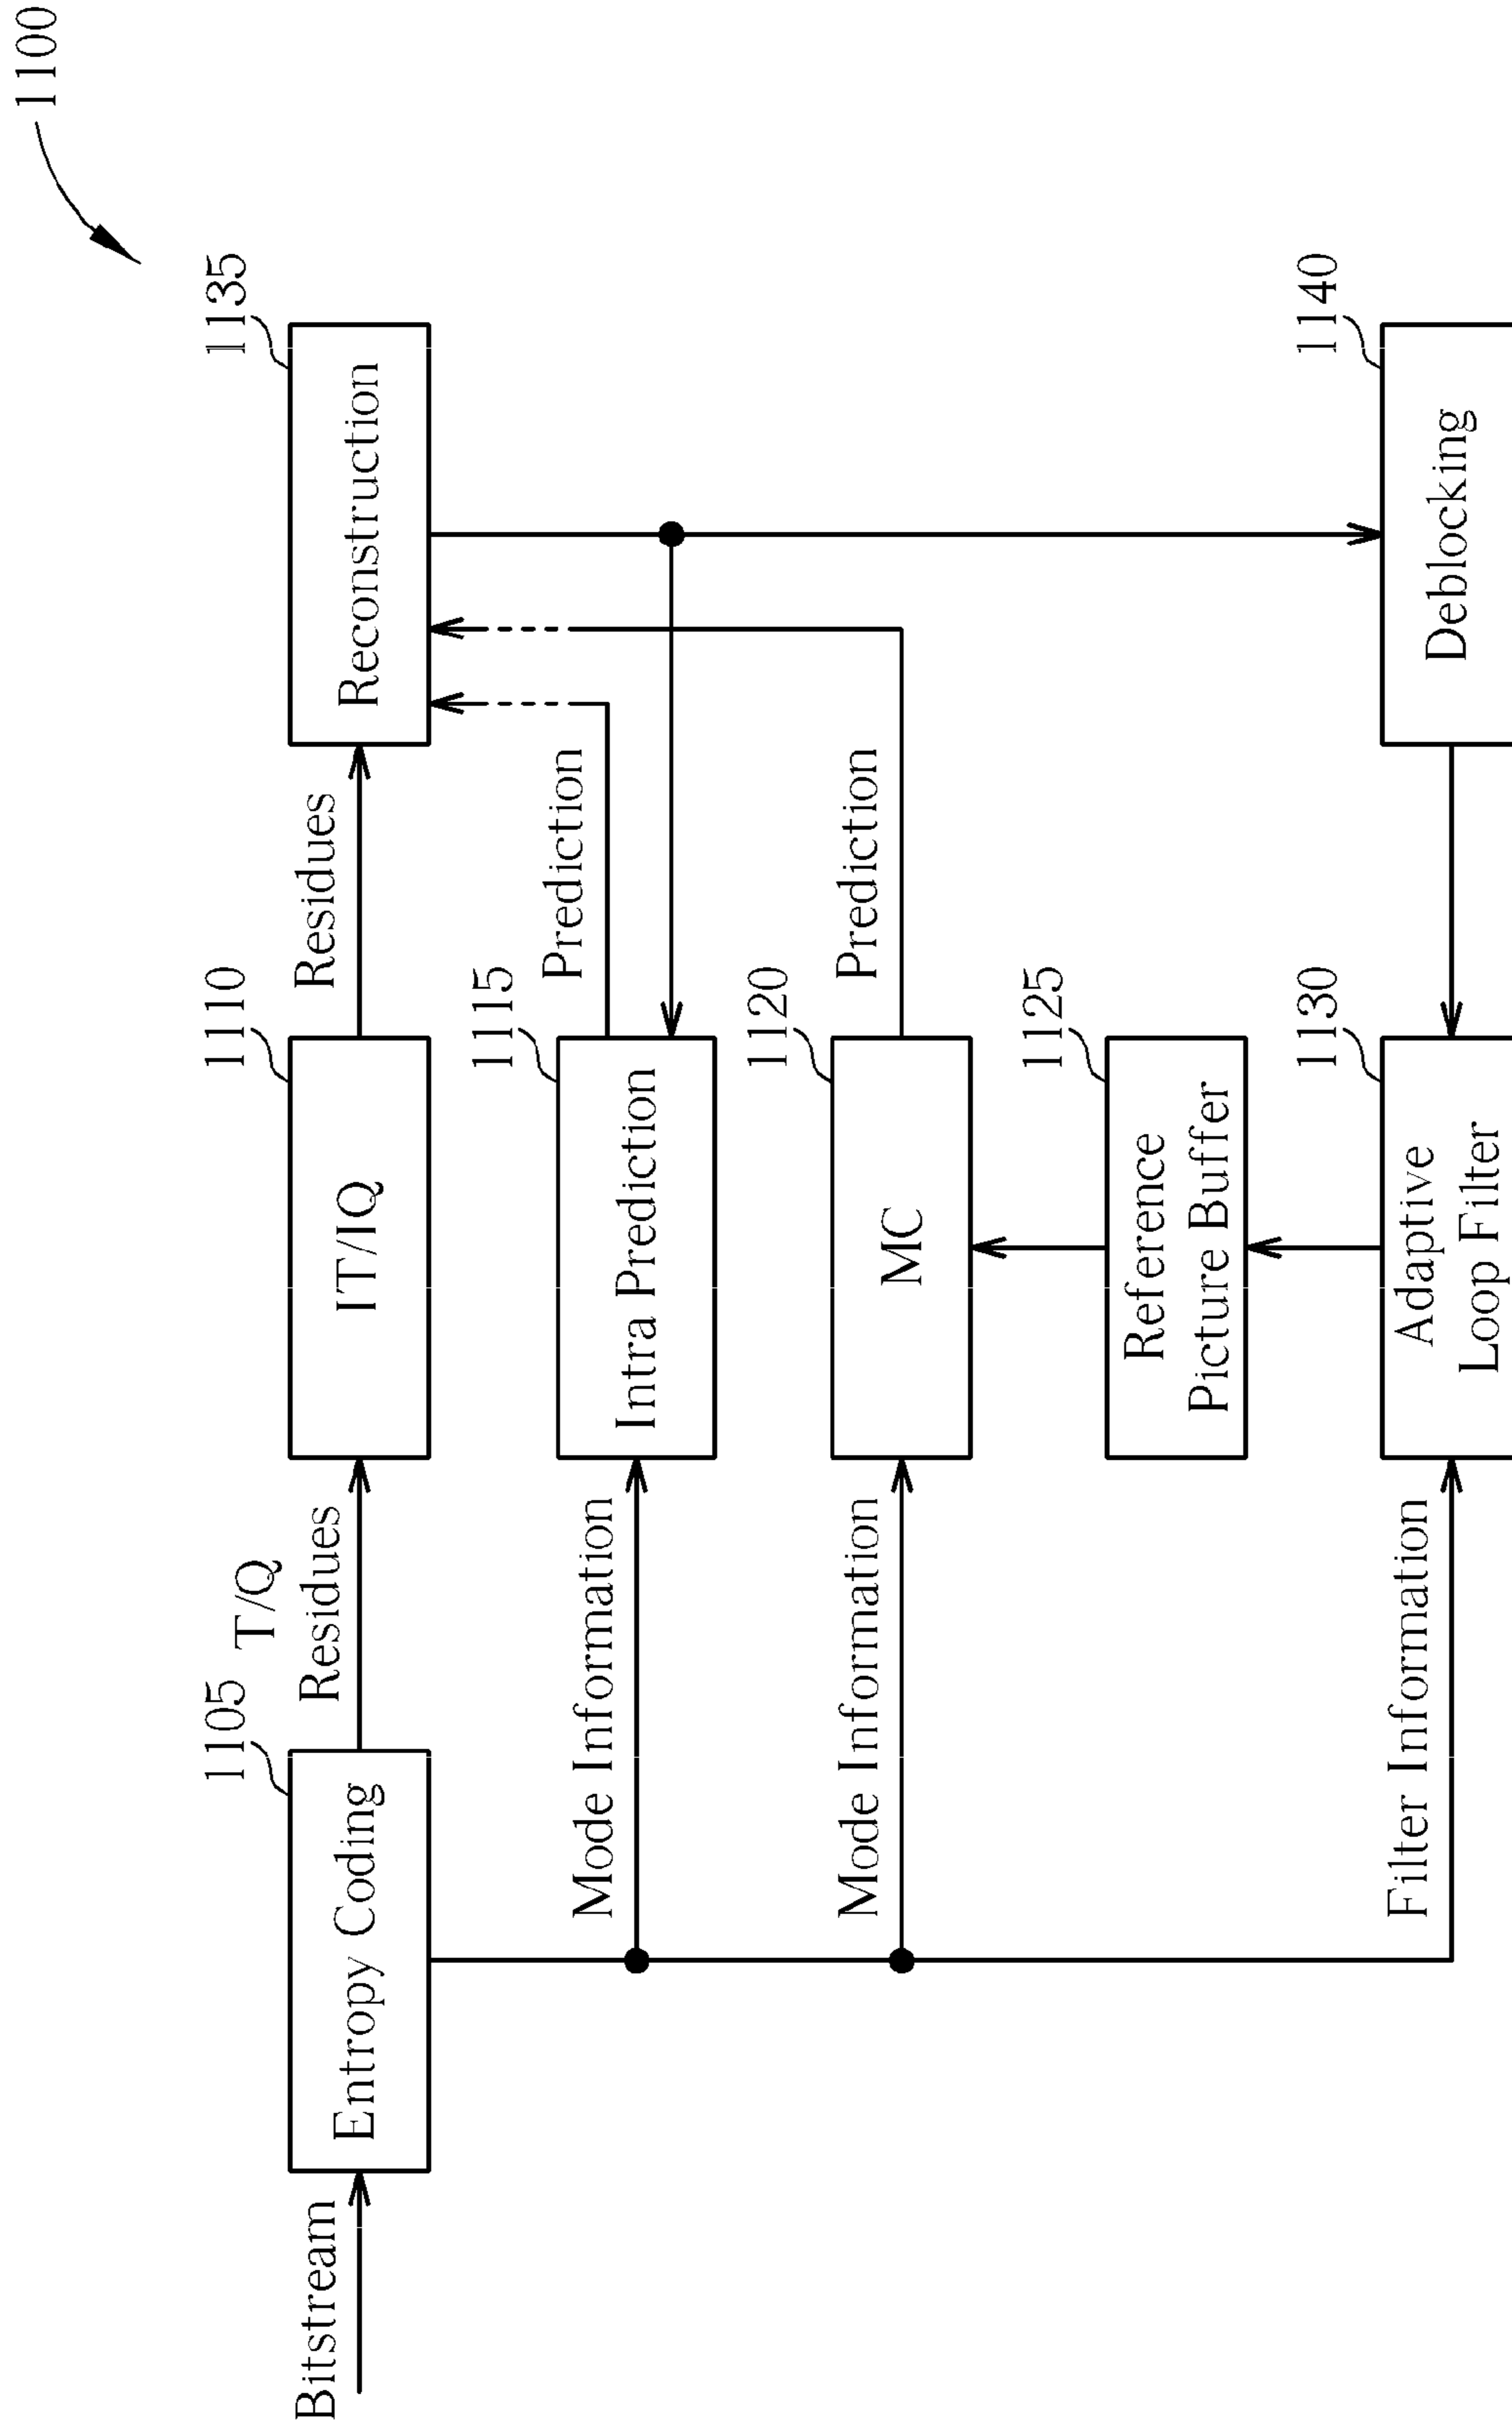 1100
1105
T/Q
1110
1135
Bitstream
Entropy Coding
Residues
IT/IQ
Residues
Reconstruction
1115
Mode Information
Intra Prediction
Prediction
1120
Mode Information
MC
Prediction
1125
Reference
Picture Buffer
1130
1140
Filter Information
Adaptive
Loop Filter
Deblocking